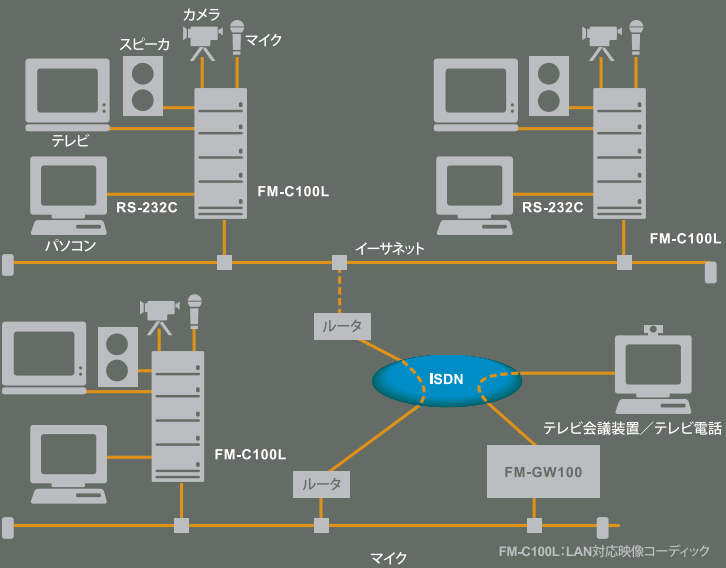 カメラ
スピーカ
マイク
テレビ
FM-C100L
RS-232C
パソコン
RS-232C
FM-C100L
イーサネット
ルータ
ISDN
テレビ会議装置／テレビ電話
FM-C100L
ルータ
FM-GW100
マイク
FM-C100L：LAN対応映像コーディック